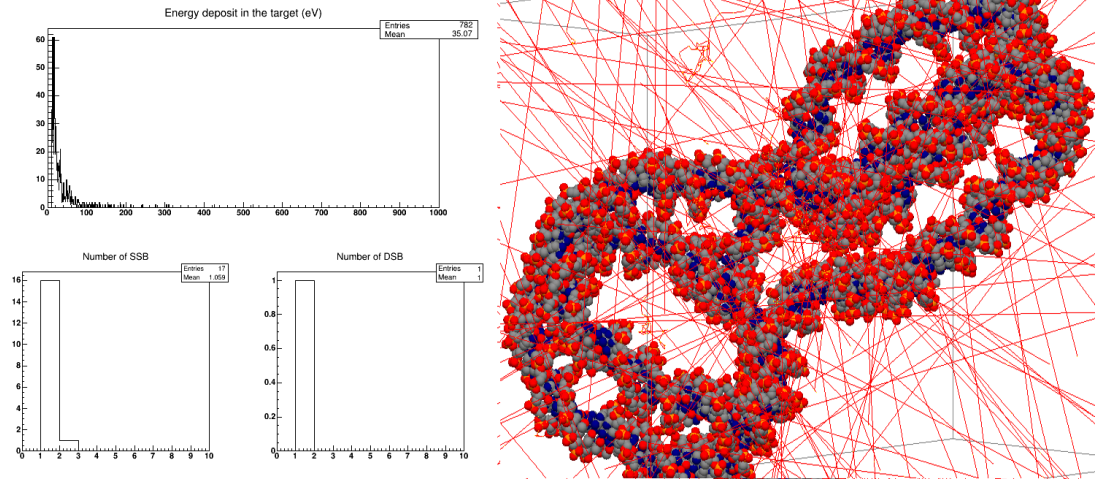 Energy deposit in the target (eV)
Entries 782
Mean 35.07
60
50
40
30
20
10
0
0 100 200 300 400 500 600 700 800 900 1000
Number of SSB
Entries 17
Mean 1.059
16
14
12
10
8
6
4
2
0
0 1 2 3 4 5 6 7 8 9 10
Number of DSB
Entries 1
Mean 1
1
0.8
0.6
0.4
0.2
0
0 1 2 3 4 5 6 7 8 9 10